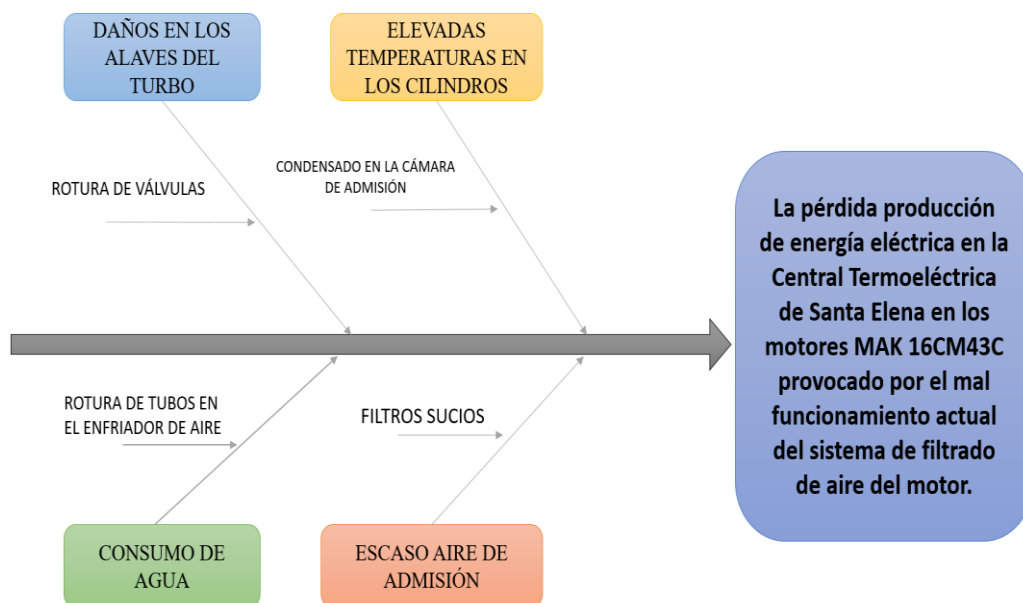 DAÑOS EN LOS
ALAVES DEL
TURBO
ELEVADAS
TEMPERATURAS EN
LOS CILINDROS
ROTURA DE VÁLVULAS
CONDENSADO EN LA CÁMARA
DE ADMISIÓN
La pérdida producción
de energía eléctrica en la
Central Termoeléctrica
de Santa Elena en los
motores MAK 16CM43C
provocado por el mal
funcionamiento actual
del sistema de filtrado
de aire del motor.
ROTURA DE TUBOS EN
EL ENFRIADOR DE AIRE
FILTROS SUCIOS
CONSUMO DE
AGUA
ESCASO AIRE DE
ADMISIÓN